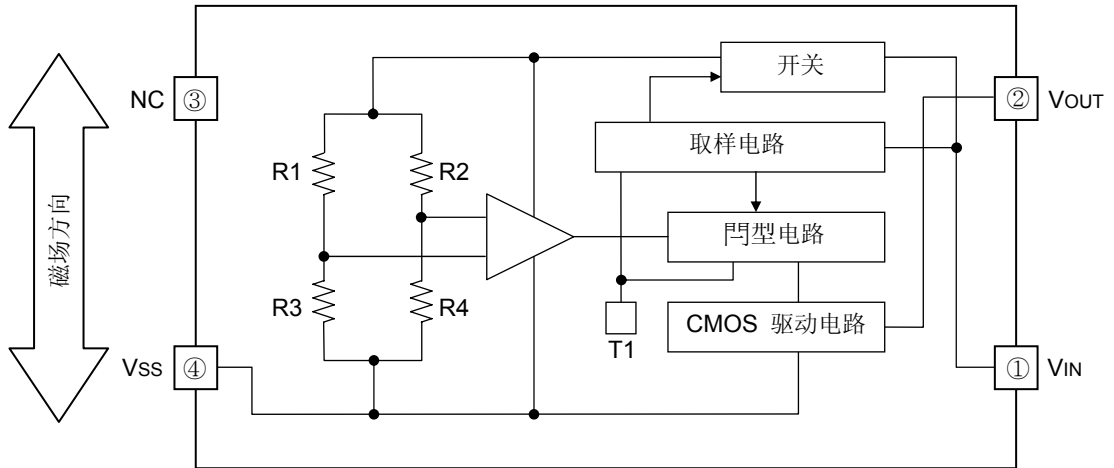 开关
NC ③
② VOUT
取样电路
R1
R2
磁场方向
閂型电路
R3
R4
CMOS 驱动电路
T1
VSS ④
① VIN